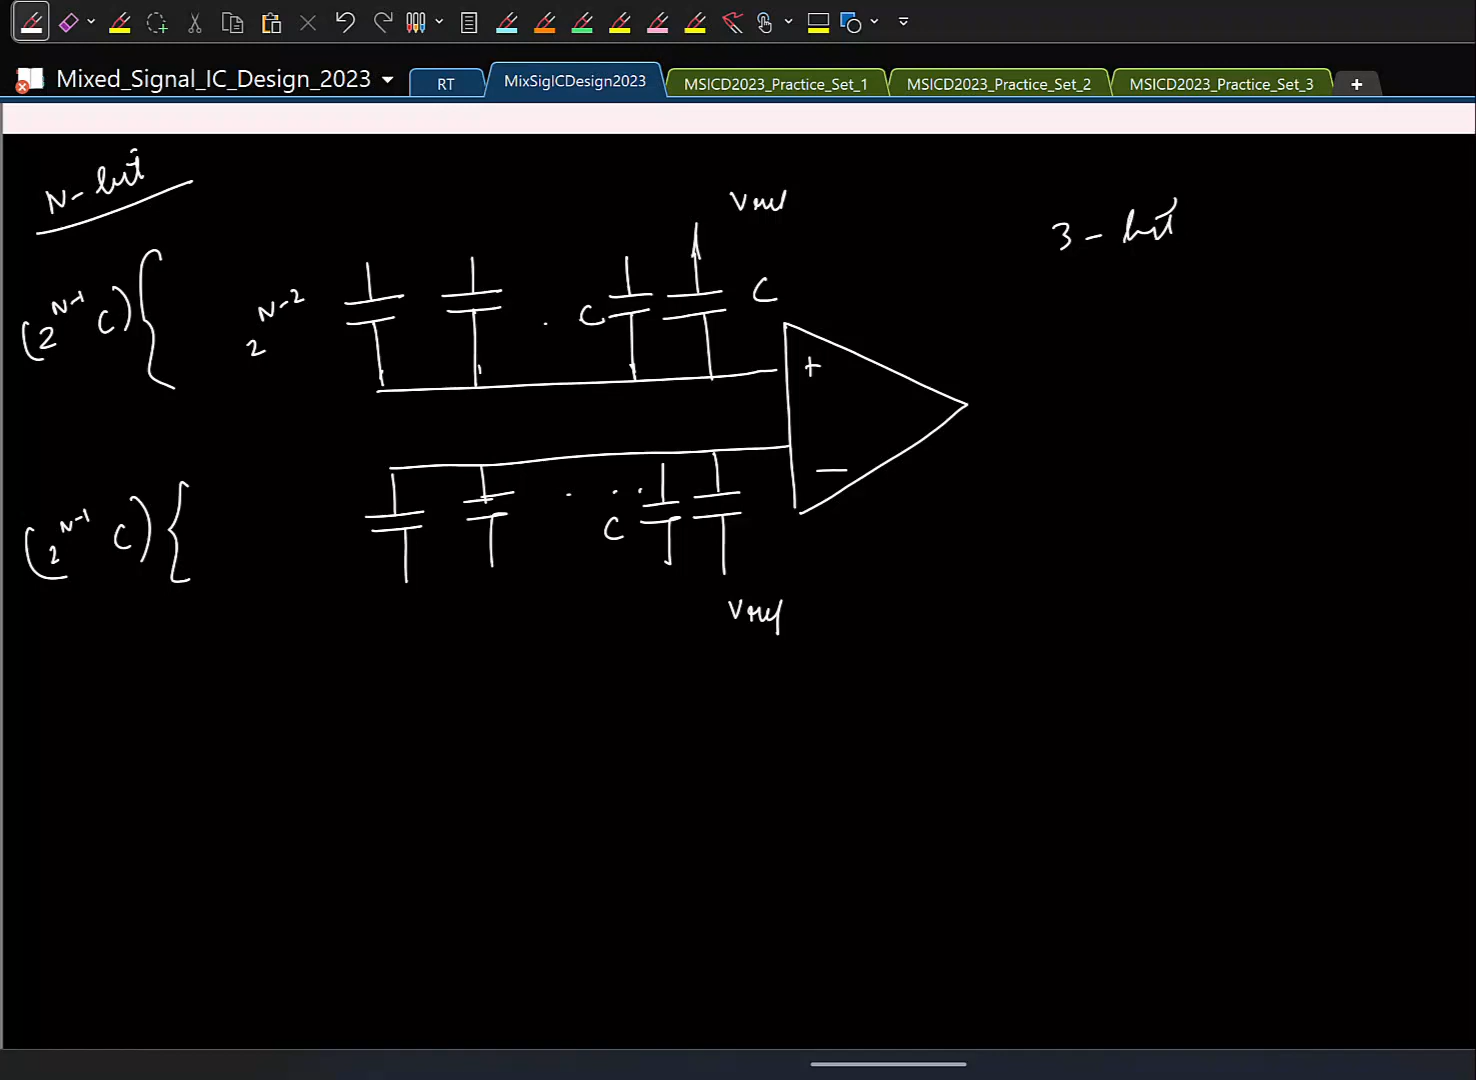 Mixed_Signal_IC_Design_2023
RT
MixSigICDesign2023
MSICD2023_Practice_Set_1
MSICD2023_Practice_Set_2
MSICD2023_Practice_Set_3
+
N-bit
Vref
3-bit
(2^{N-1} C) {
2^{N-2}
. C
C
+
(2^{N-1} C) {
. . .
C
−
Vref